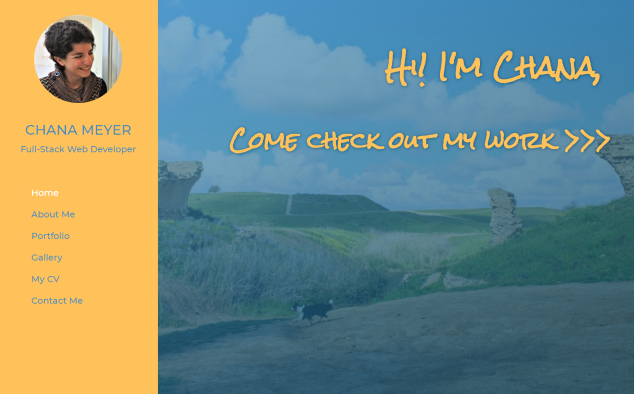 CHANA MEYER
Full-Stack Web Developer
Home
About Me
Portfolio
Gallery
My CV
Contact Me
Hi! I'm Chana,
Come check out my work >>>